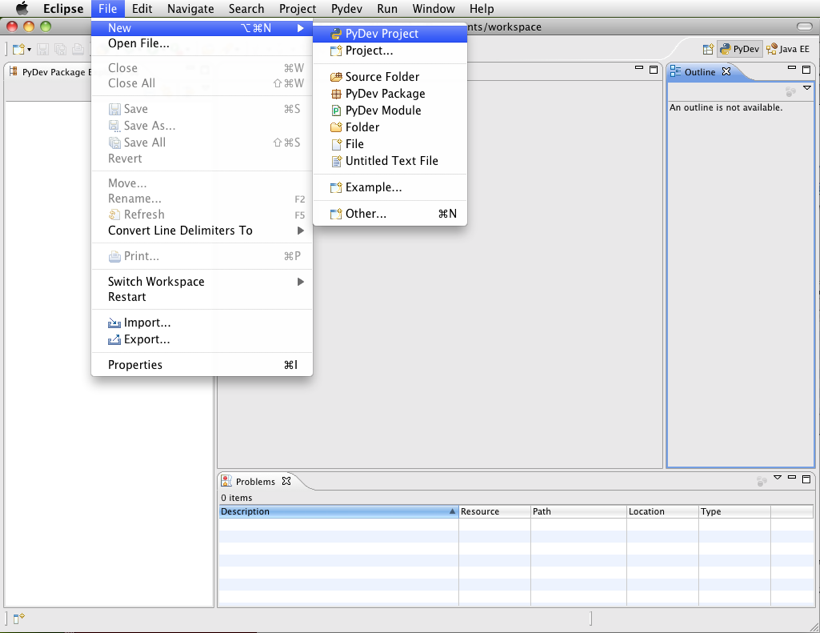 Eclipse File Edit Navigate Search Project Pydev Run Window Help
nts/workspace
PyDev Java EE
PyDev Package E
New ⌥⌘N
Open File...
Close ⌘W
Close All ⇧⌘W
Save ⌘S
Save As...
Save All ⇧⌘S
Revert
Move...
Rename... F2
Refresh F5
Convert Line Delimiters To
Print... ⌘P
Switch Workspace
Restart
Import...
Export...
Properties ⌘I
PyDev Project
Project...
Source Folder
PyDev Package
PyDev Module
Folder
File
Untitled Text File
Example...
Other... ⌘N
Outline
An outline is not available.
Problems
0 items
Description Resource Path Location Type